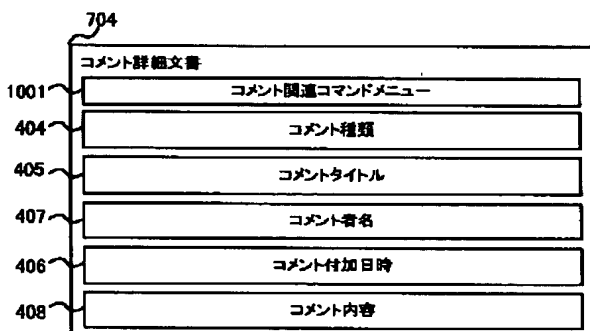 704
コメント詳細文書
1001 コメント関連コマンドメニュー
404 コメント種類
405 コメントタイトル
407 コメント者名
406 コメント付加日時
408 コメント内容